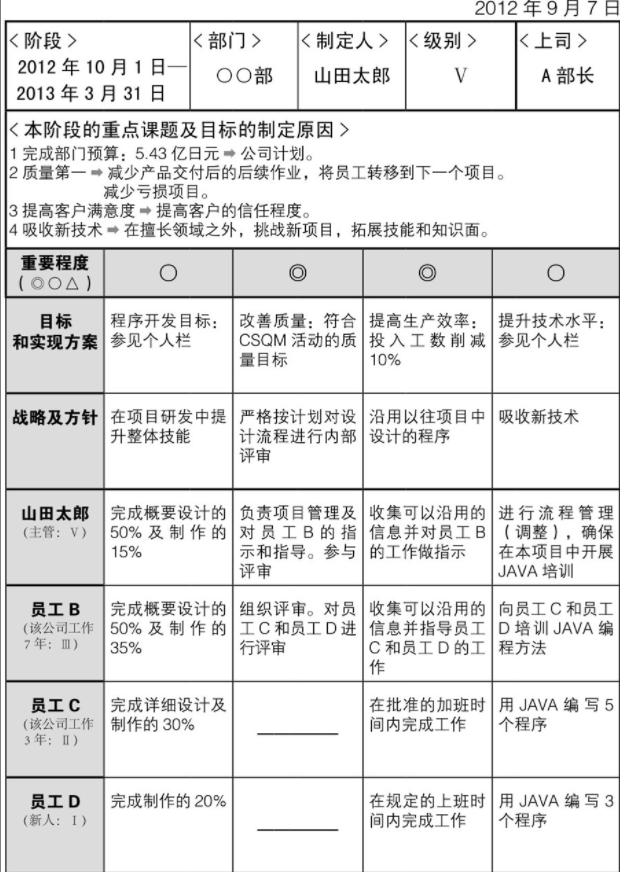 2012 年 9 月 7 日
＜阶段＞
2012 年 10 月 1 日—
2013 年 3 月 31 日
＜部门＞
○○部
＜制定人＞
山田太郎
＜级别＞
Ⅴ
＜上司＞
A 部长
＜本阶段的重点课题及目标的制定原因＞
1 完成部门预算：5.43 亿日元 ➡ 公司计划。
2 质量第一 ➡ 减少产品交付后的后续作业，将员工转移到下一个项目。
减少亏损项目。
3 提高客户满意度 ➡ 提高客户的信任程度。
4 吸收新技术 ➡ 在擅长领域之外，挑战新项目，拓展技能和知识面。
重要程度
（◎○△）
○
◎
◎
○
目标
和实现方案
程序开发目标：
参见个人栏
改善质量：符合
CSQM 活动的质
量目标
提高生产效率：
投入工数削减
10%
提升技术水平：
参见个人栏
战略及方针
在项目研发中提
升整体技能
严格按计划对设
计流程进行内部
评审
沿用以往项目中
设计的程序
吸收新技术
山田太郎
（主管：Ⅴ）
完成概要设计的
50% 及制作的
15%
负责项目管理及
对员工 B 的指
示和指导。参与
评审
收集可以沿用的
信息并对员工 B
的工作做指示
进行流程管理
（调整），确保
在本项目中开展
JAVA 培训
员工 B
（该公司工作
7 年：Ⅲ）
完成概要设计的
50% 及制作的
35%
组织评审。对员
工 C 和员工 D 进
行评审
收集可以沿用的
信息并指导员工
C 和员工 D 的工
作
向员工 C 和员工
D 培训 JAVA 编
程方法
员工 C
（该公司工作
3 年：Ⅱ）
完成详细设计及
制作的 30%
在批准的加班时
间内完成工作
用 JAVA 编写 5
个程序
员工 D
（新人：Ⅰ）
完成制作的 20%
在规定的上班时
间内完成工作
用 JAVA 编写 3
个程序